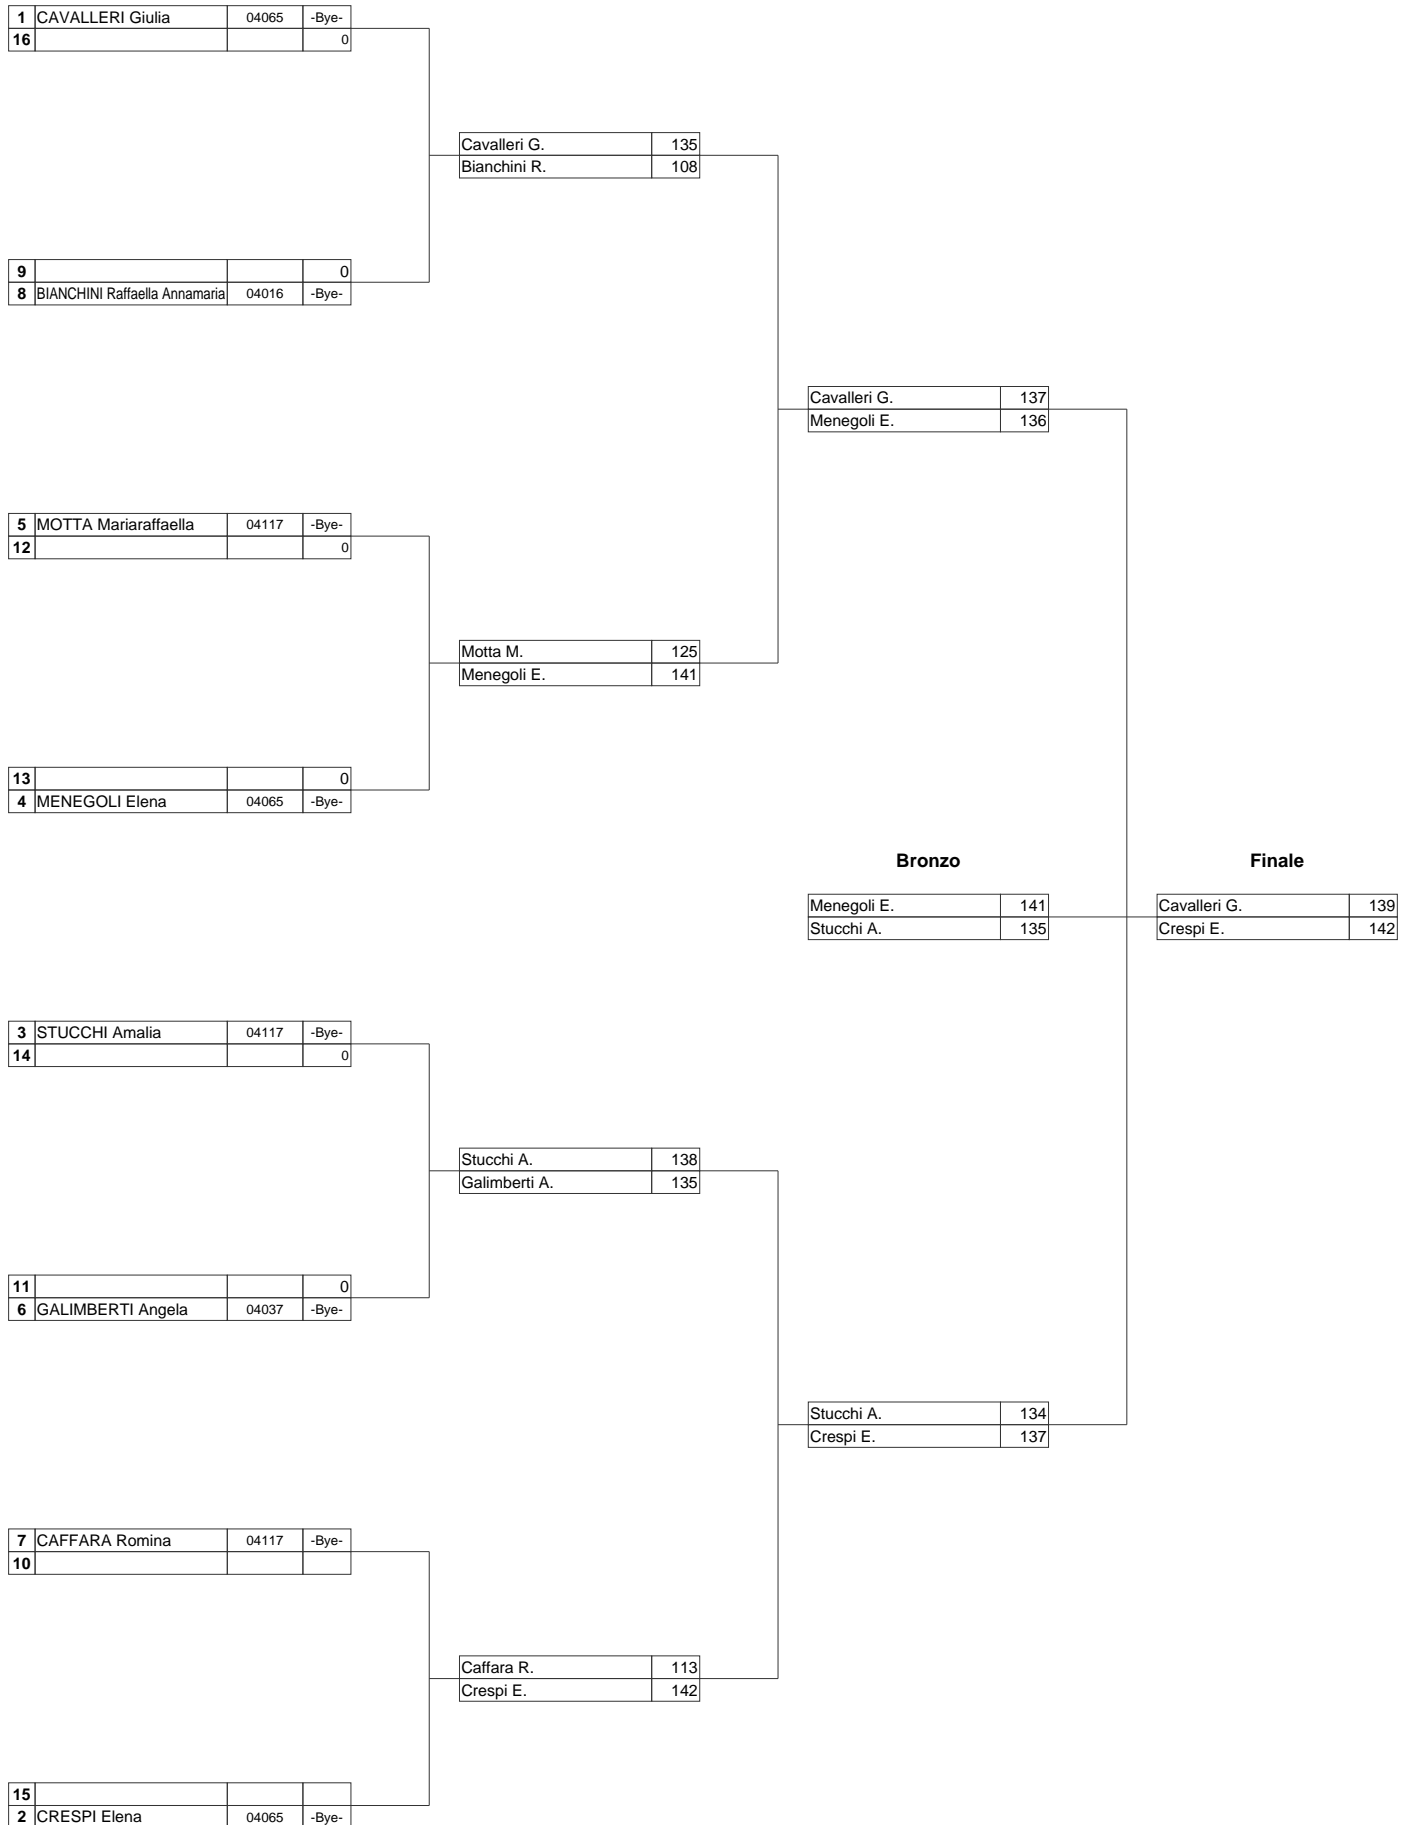 1 CAVALLERI Giulia 04065 -Bye-
16 0
Cavalleri G. 135
Bianchini R. 108
9 0
8 BIANCHINI Raffaella Annamaria 04016 -Bye-
Cavalleri G. 137
Menegoli E. 136
5 MOTTA Mariaraffaella 04117 -Bye-
12 0
Motta M. 125
Menegoli E. 141
13 0
4 MENEGOLI Elena 04065 -Bye-
Bronzo Finale
Menegoli E. 141 Cavalleri G. 139
Stucchi A. 135 Crespi E. 142
3 STUCCHI Amalia 04117 -Bye-
14 0
Stucchi A. 138
Galimberti A. 135
11 0
6 GALIMBERTI Angela 04037 -Bye-
Stucchi A. 134
Crespi E. 137
7 CAFFARA Romina 04117 -Bye-
10
Caffara R. 113
Crespi E. 142
15
2 CRESPI Elena 04065 -Bye-